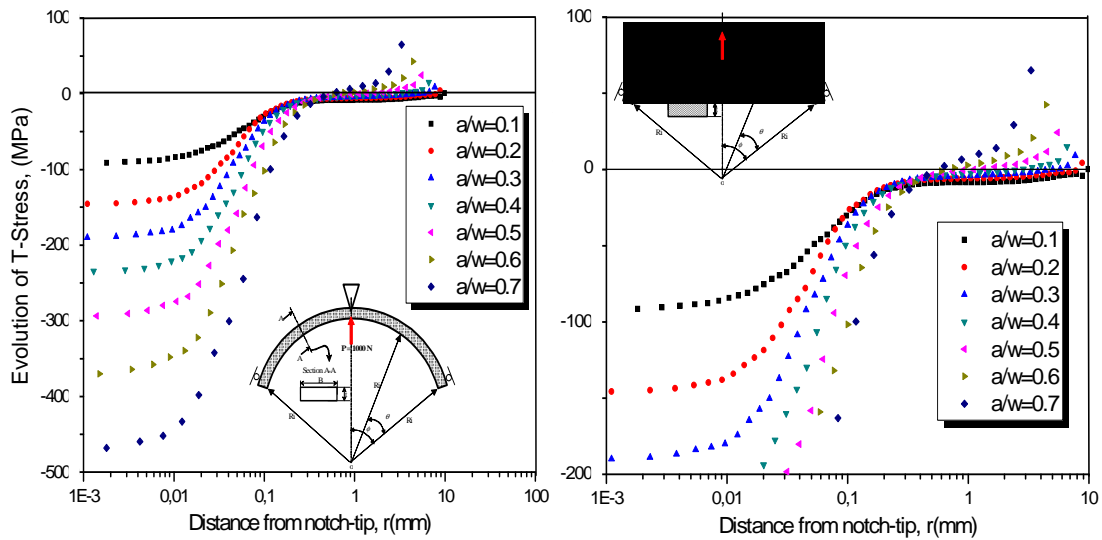 Evolution of T-Stress, (MPa)
100
0
-100
-200
-300
-400
-500
1E-3
0,01
0,1
1
10
100
Distance from notch-tip, r(mm)
a/w=0.1
a/w=0.2
a/w=0.3
a/w=0.4
a/w=0.5
a/w=0.6
a/w=0.7
A
A
P=1000 N
Section A-A
B
Ri
Ri
Ri
θ
100
0
-100
-200
1E-3
0,01
0,1
1
10
Distance from notch-tip, r(mm)
a/w=0.1
a/w=0.2
a/w=0.3
a/w=0.4
a/w=0.5
a/w=0.6
a/w=0.7
Ri
Ri
θ